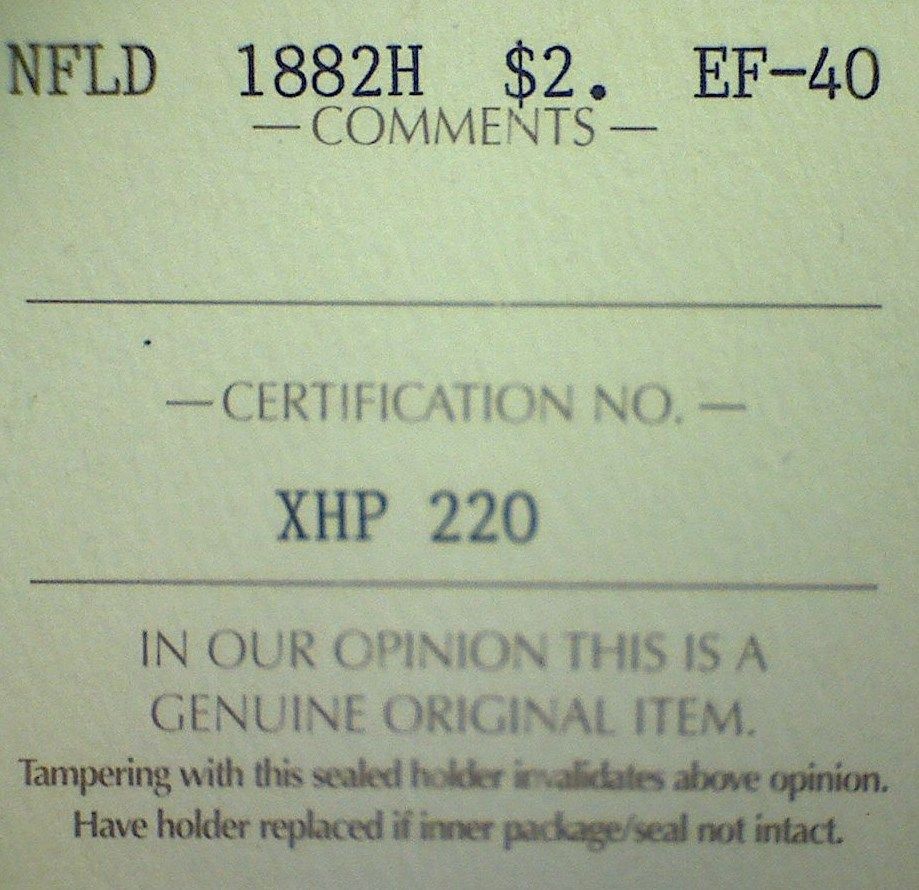 NFLD 1882H $2. EF-40
— COMMENTS —
— CERTIFICATION NO. —
XHP 220
IN OUR OPINION THIS IS A
GENUINE ORIGINAL ITEM.
Tampering with this sealed holder invalidates above opinion.
Have holder replaced if inner package/seal not intact.